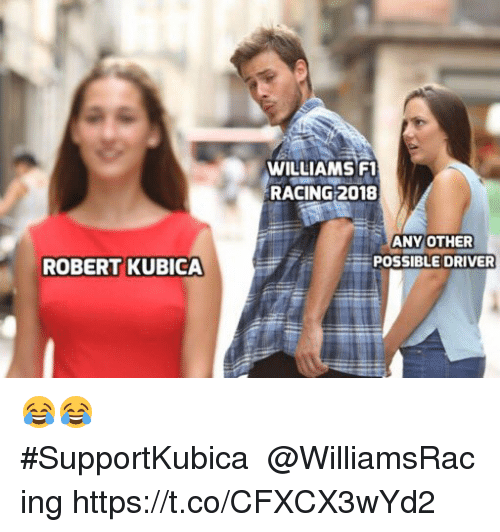 WILLIAMS F1
RACING 2018
ANY OTHER
POSSIBLE DRIVER
ROBERT KUBICA
😂😂
#SupportKubica @WilliamsRac
ing https://t.co/CFXCX3wYd2